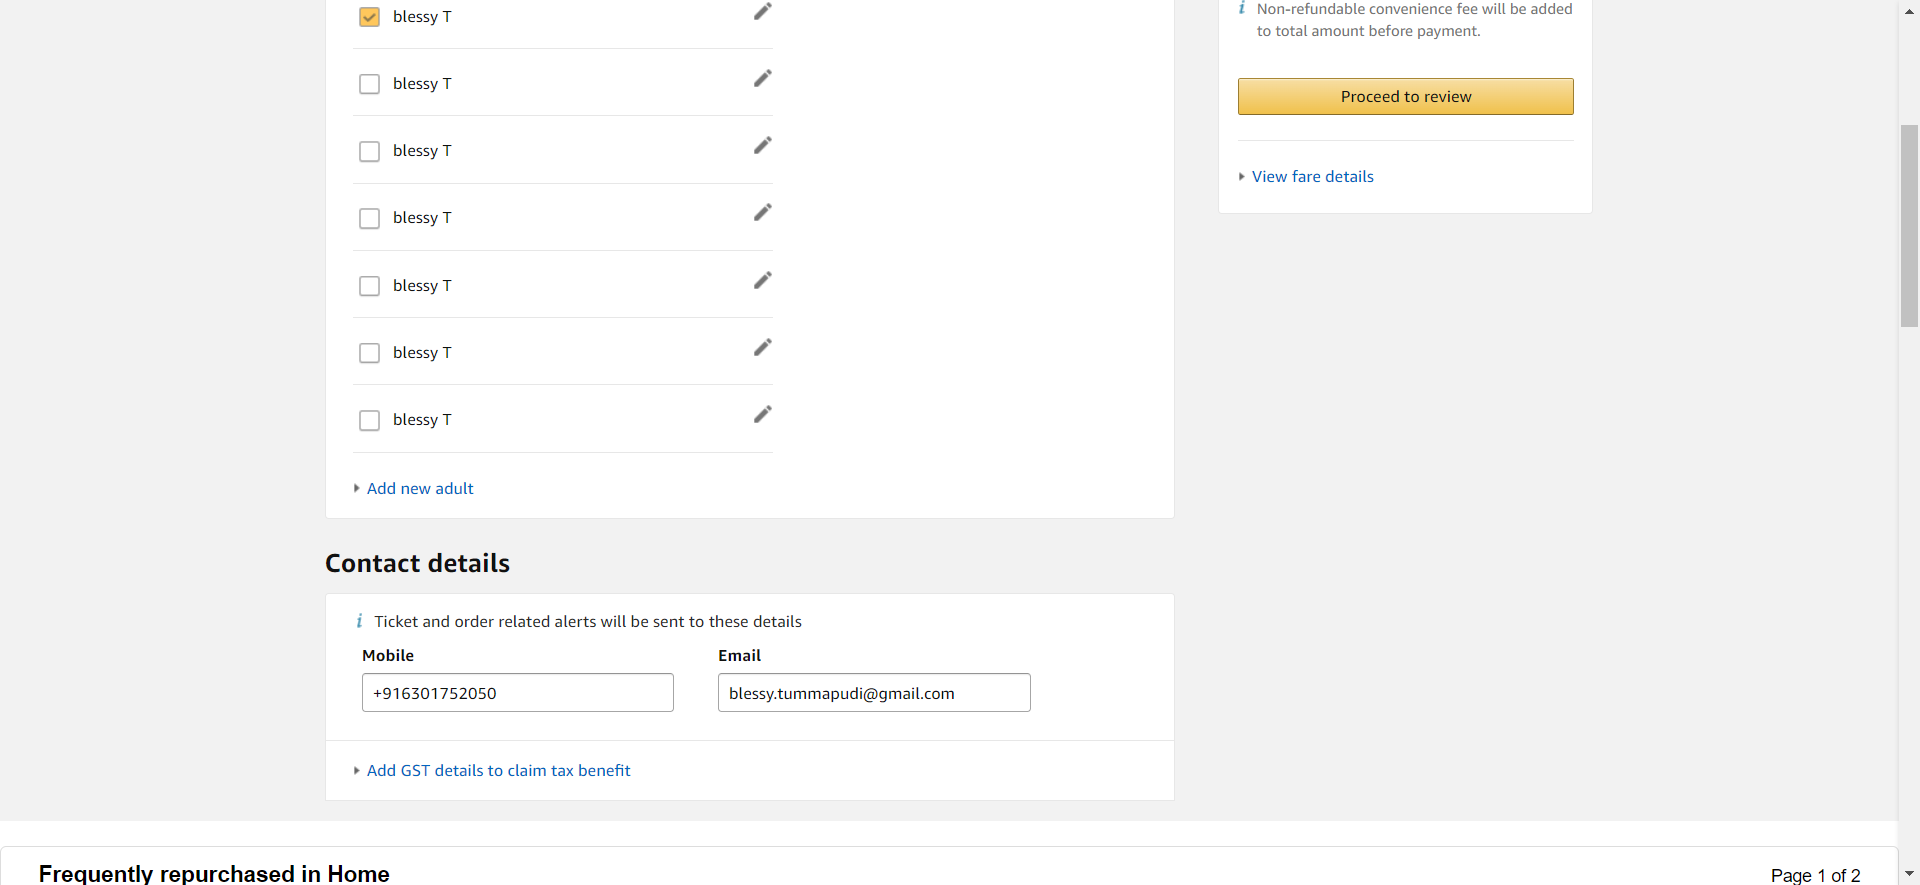 blessy T
blessy T
blessy T
blessy T
blessy T
blessy T
blessy T
Add new adult
Non-refundable convenience fee will be added
to total amount before payment.
Proceed to review
View fare details
Contact details
Ticket and order related alerts will be sent to these details
Mobile
Email
+916301752050
blessy.tummapudi@gmail.com
Add GST details to claim tax benefit
Frequently repurchased in Home
Page 1 of 2